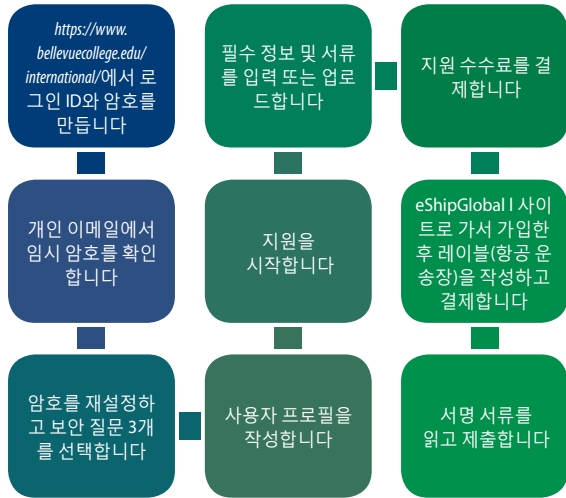 https://www.
bellevuecollege.edu/
international/에서 로
그인 ID와 암호를
만듭니다
개인 이메일에서
임시 암호를 확인
합니다
암호를 재설정하
고 보안 질문 3개
를 선택합니다
사용자 프로필을
작성합니다
지원을
시작합니다
필수 정보 및 서류
를 입력 또는 업로
드합니다
지원 수수료를 결
제합니다
eShipGlobal l 사이
트로 가서 가입한
후 레이블(항공 운
송장)을 작성하고
결제합니다
서명 서류를
읽고 제출합니다